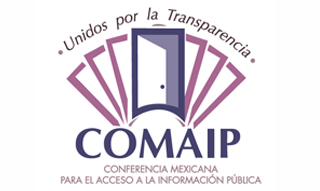 · Unidos por la Transparencia ·
COMAIP
CONFERENCIA MEXICANA
PARA EL ACCESO A LA INFORMACIÓN PÚBLICA